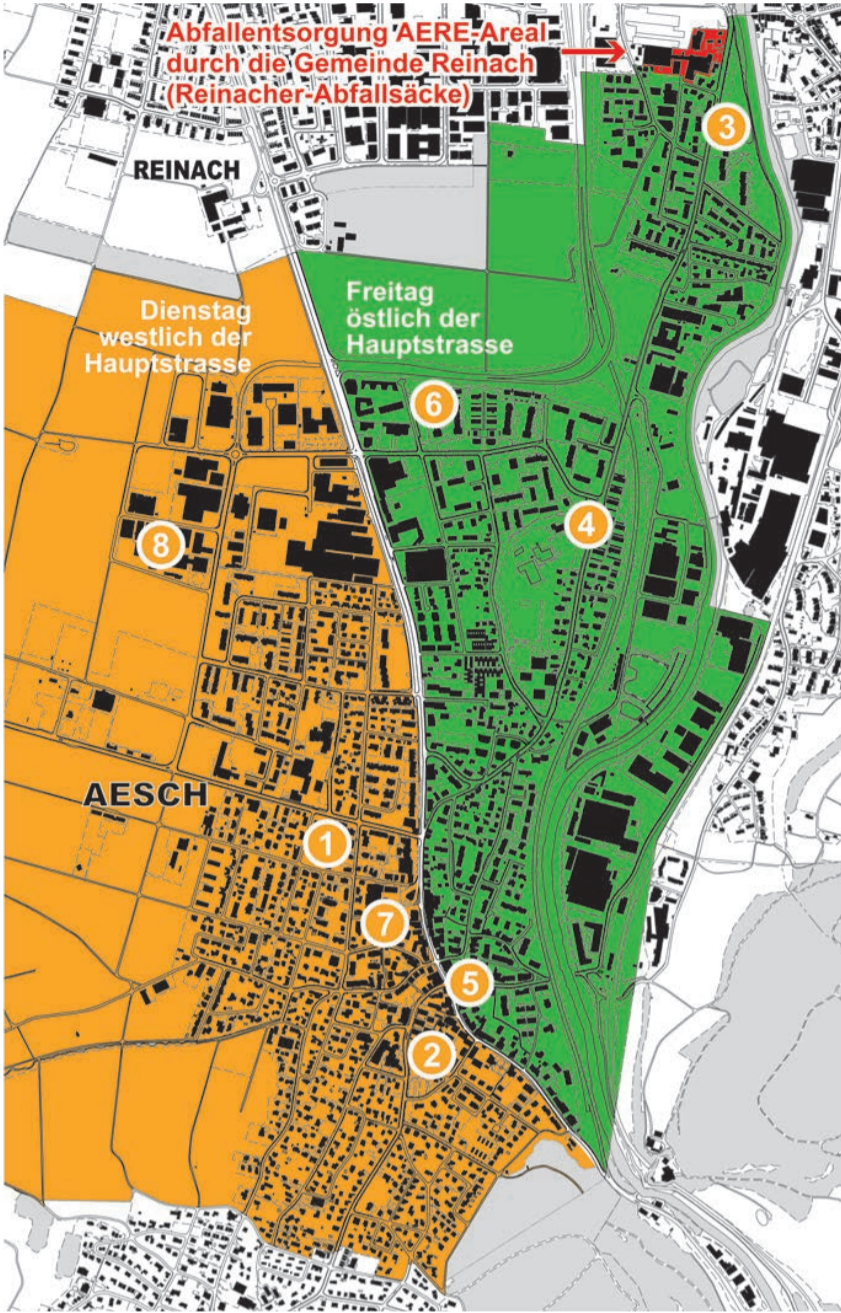 Abfallentsorgung AERE-Areal
durch die Gemeinde Reinach
(Reinacher-Abfallsäcke)
3
REINACH
Dienstag
westlich der
Hauptstrasse
Freitag
östlich der
Hauptstrasse
6
4
8
AESCH
1
7
5
2